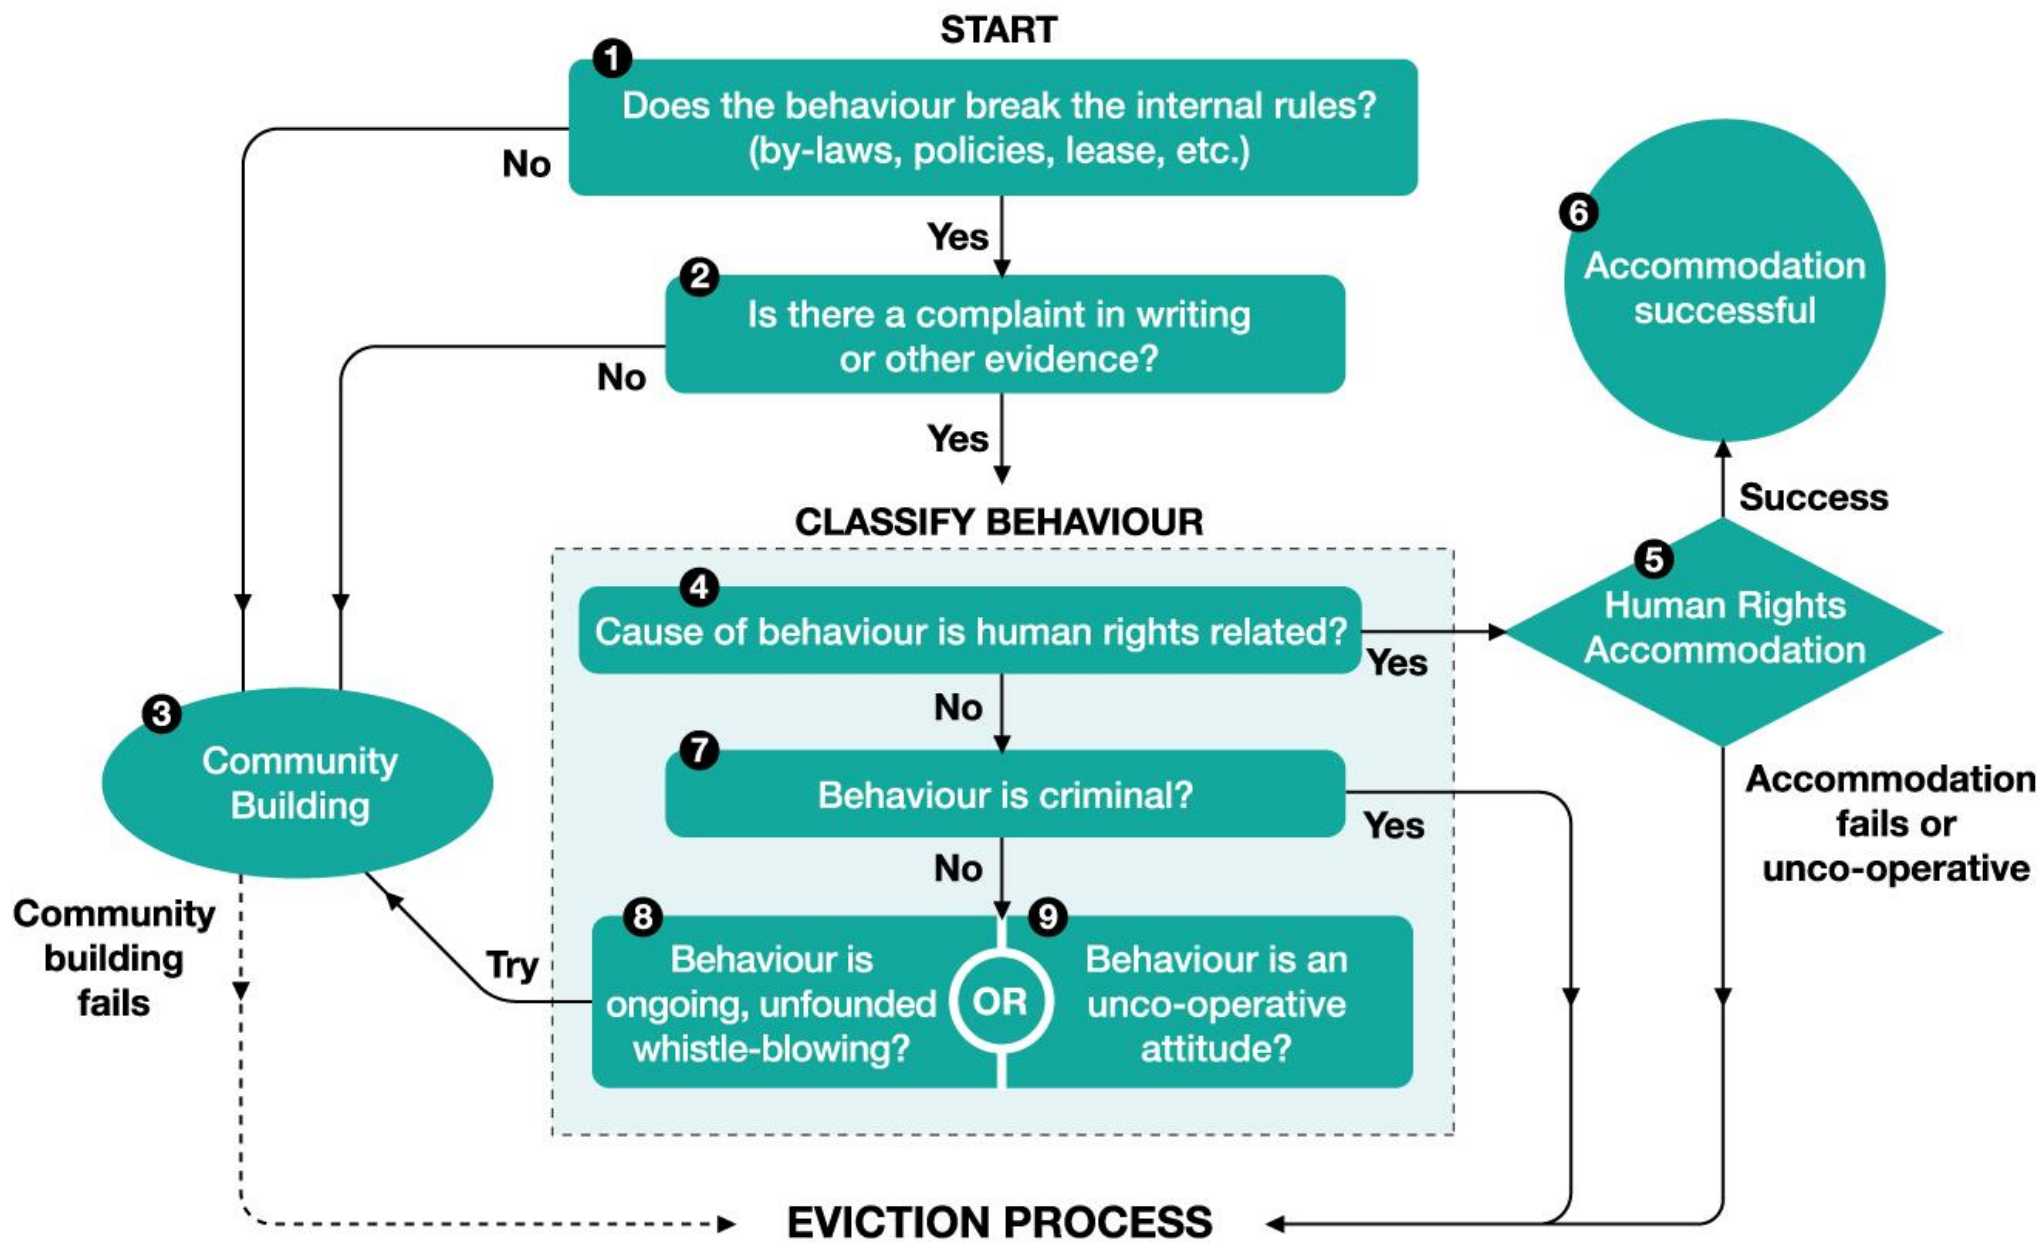 START
1
Does the behaviour break the internal rules?
(by-laws, policies, lease, etc.)
No
Yes
2
Is there a complaint in writing
or other evidence?
No
Yes
6
Accommodation
successful
Success
5
Human Rights
Accommodation
CLASSIFY BEHAVIOUR
4
Cause of behaviour is human rights related?
Yes
No
3
Community
Building
7
Behaviour is criminal?
Yes
No
Accommodation
fails or
unco-operative
Community
building
fails
Try
8
Behaviour is
ongoing, unfounded
whistle-blowing?
OR
9
Behaviour is an
unco-operative
attitude?
EVICTION PROCESS